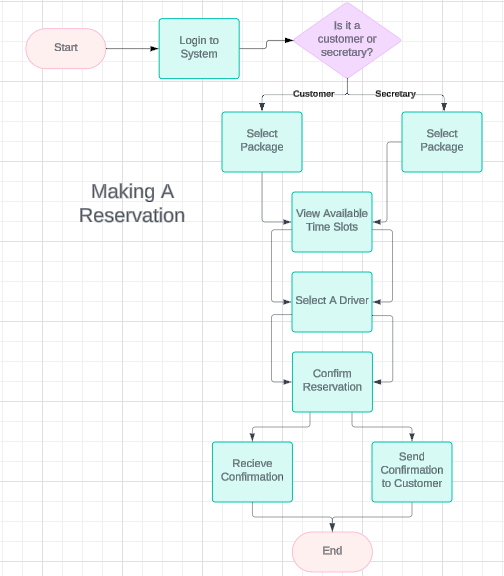 Start
Login to
System
Is it a
customer or
secretary?
Customer
Secretary
Select
Package
Select
Package
Making A
Reservation
View Available
Time Slots
Select A Driver
Confirm
Reservation
Recieve
Confirmation
Send
Confirmation
to Customer
End